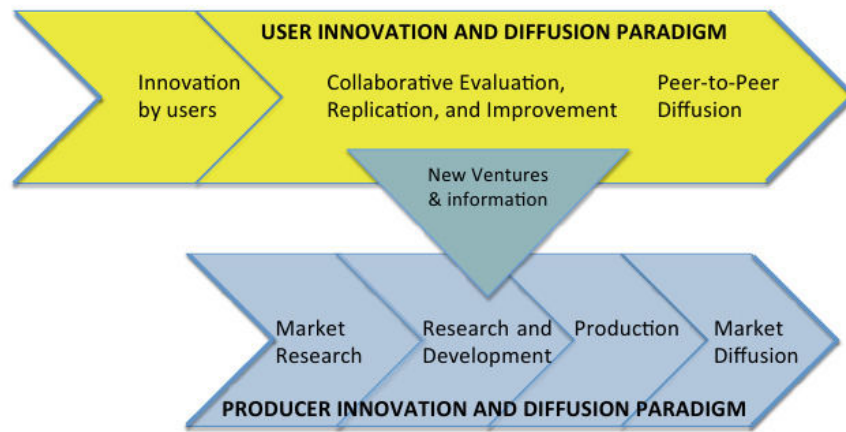 USER INNOVATION AND DIFFUSION PARADIGM
Innovation
by users
Collaborative Evaluation,
Replication, and Improvement
Peer-to-Peer
Diffusion
New Ventures
& information
Market
Research
Research and
Development
Production
Market
Diffusion
PRODUCER INNOVATION AND DIFFUSION PARADIGM